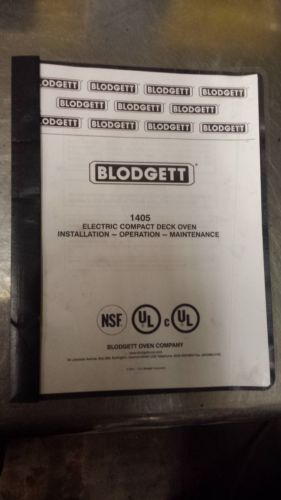 BLODGETT BLODGETT BLODGETT BLODGETT
BLODGETT BLODGETT BLODGETT BLODGETT
BLODGETT BLODGETT BLODGETT BLODGETT
BLODGETT
1405
ELECTRIC COMPACT DECK OVEN
INSTALLATION – OPERATION – MAINTENANCE
NSF UL C UL
BLODGETT OVEN COMPANY